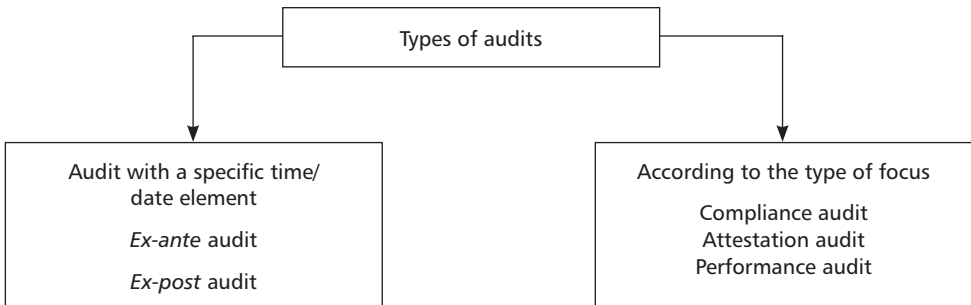 Types of audits
Audit with a specific time/
date element
Ex-ante audit
Ex-post audit
According to the type of focus
Compliance audit
Attestation audit
Performance audit